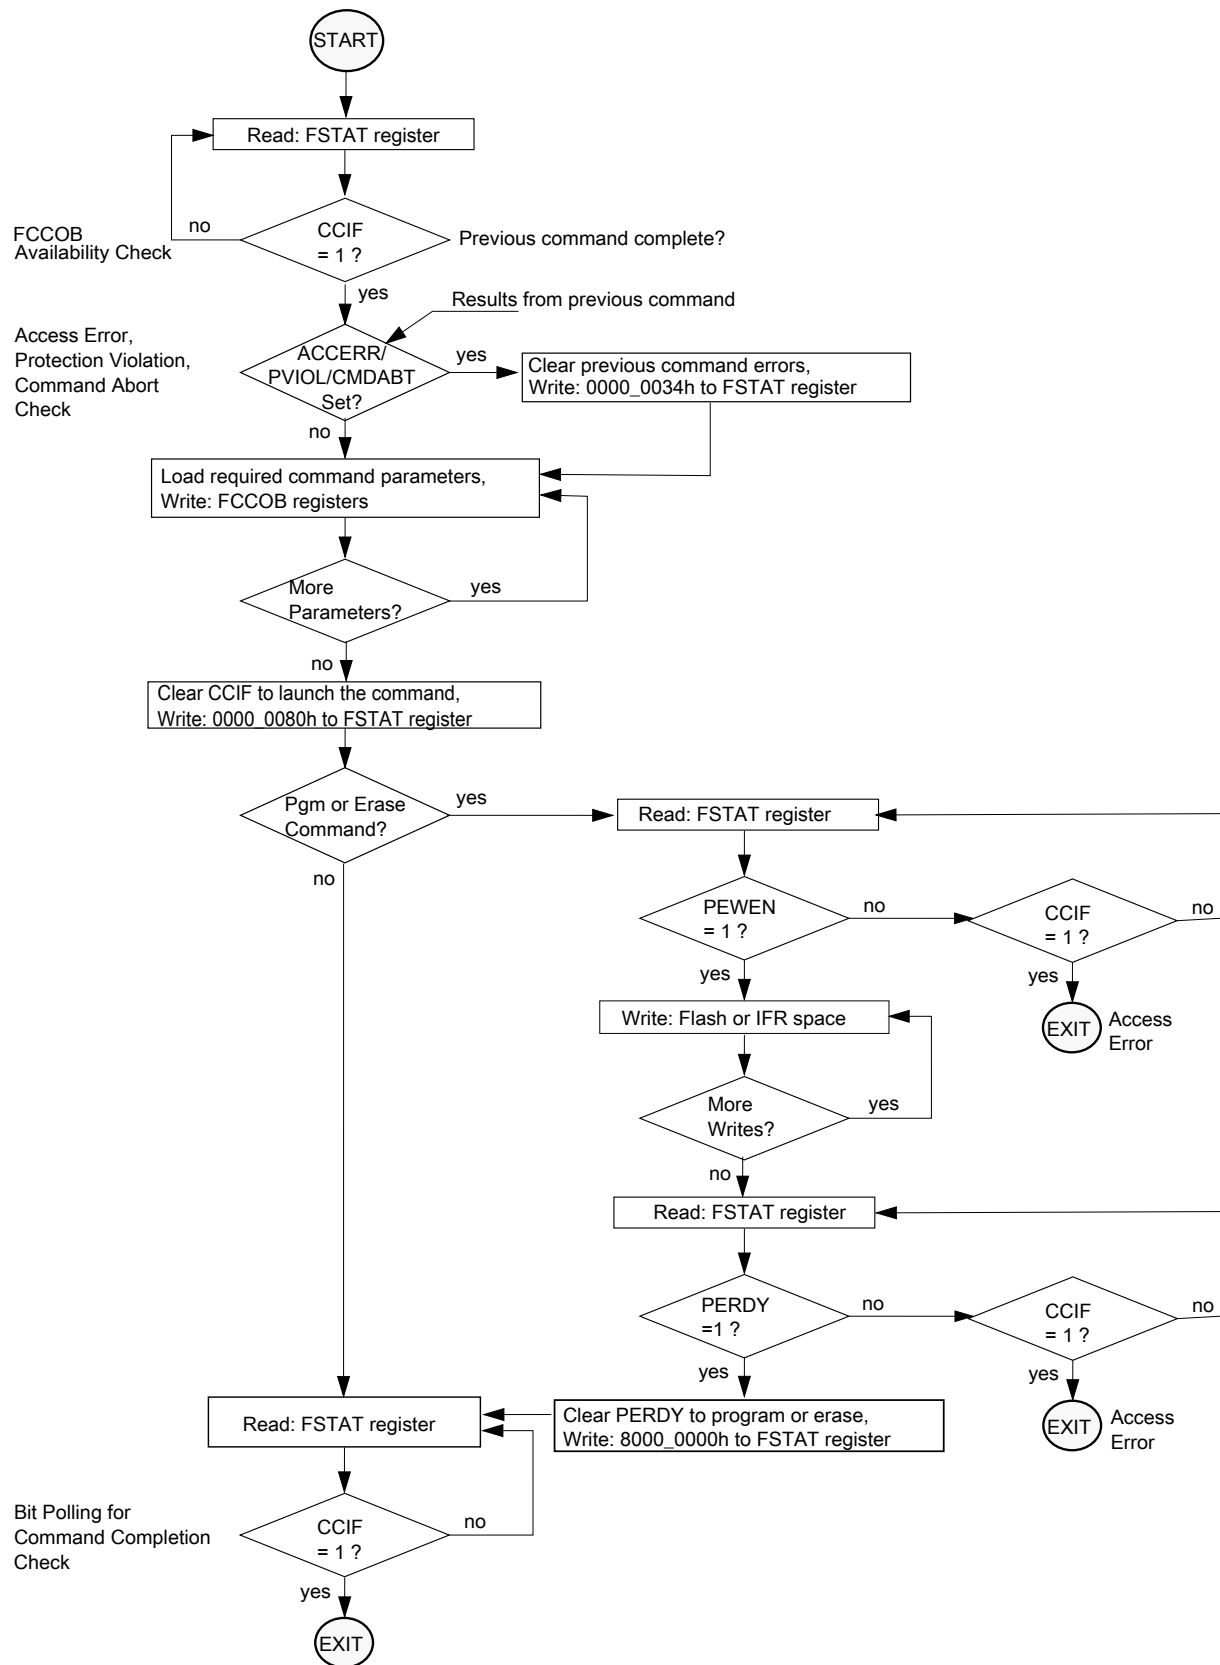 START
Read: FSTAT register
no
CCIF
= 1 ?
Previous command complete?
FCCOB
Availability Check
yes
Results from previous command
Access Error,
Protection Violation,
Command Abort
Check
ACCERR/
PVIOL/CMDABT
Set?
yes
Clear previous command errors,
Write: 0000_0034h to FSTAT register
no
Load required command parameters,
Write: FCCOB registers
More
Parameters?
yes
no
Clear CCIF to launch the command,
Write: 0000_0080h to FSTAT register
Pgm or Erase
Command?
yes
Read: FSTAT register
no
PEWEN
= 1 ?
no
CCIF
= 1 ?
no
yes
yes
Write: Flash or IFR space
EXIT
Access
Error
More
Writes?
yes
no
Read: FSTAT register
PERDY
=1 ?
no
CCIF
= 1 ?
no
yes
yes
Read: FSTAT register
Clear PERDY to program or erase,
Write: 8000_0000h to FSTAT register
EXIT
Access
Error
Bit Polling for
Command Completion
Check
CCIF
= 1 ?
no
yes
EXIT